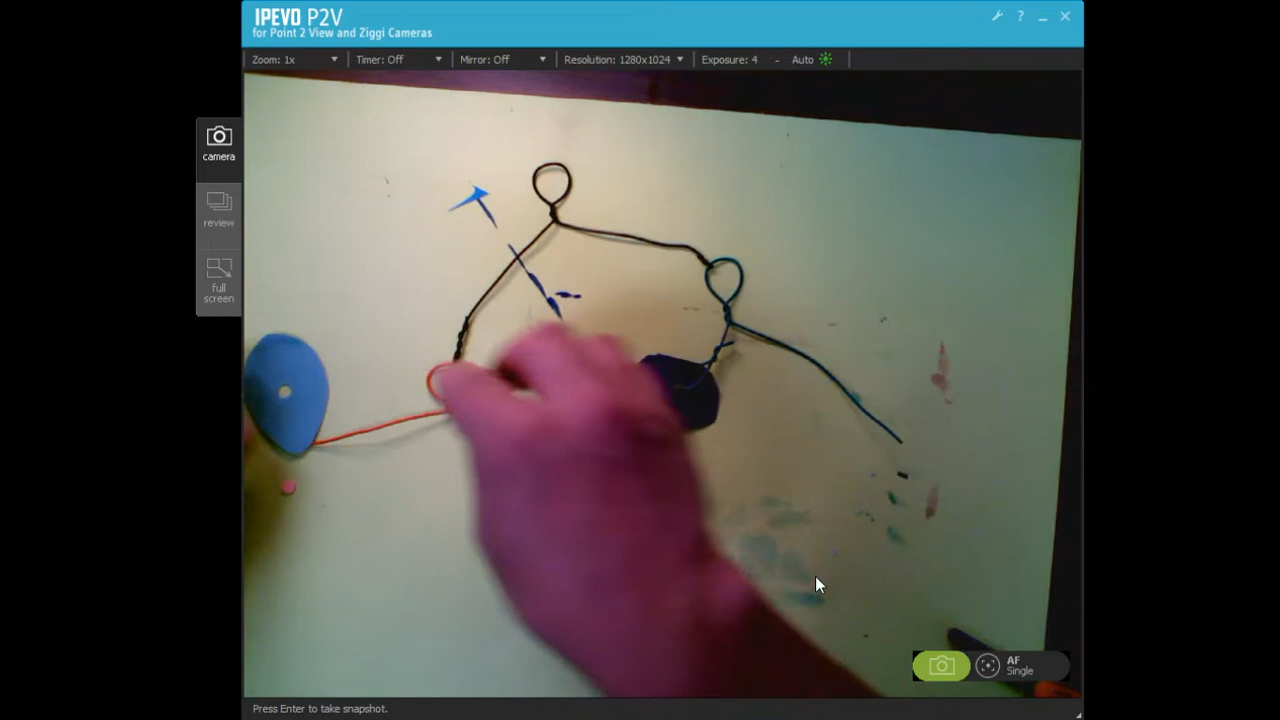 IPEVO P2V
for Point 2 View and Ziggi Cameras
Zoom: 1x
Timer: Off
Mirror: Off
Resolution: 1280x1024
Exposure: 4 - Auto
camera
review
full
screen
AF
Single
Press Enter to take snapshot.